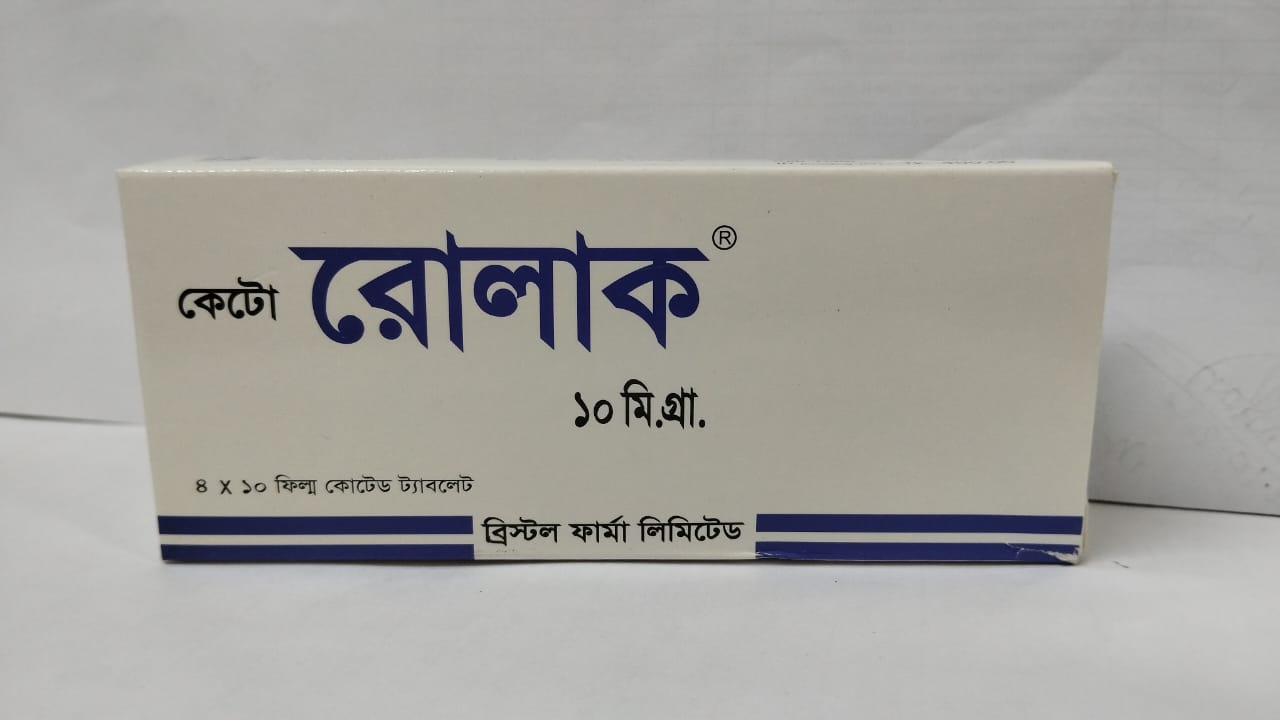 কেটো রোলাক®
১০ মি.গ্রা.
৪ X ১০ ফিল্ম কোটেড ট্যাবলেট
ব্রিস্টল ফার্মা লিমিটেড